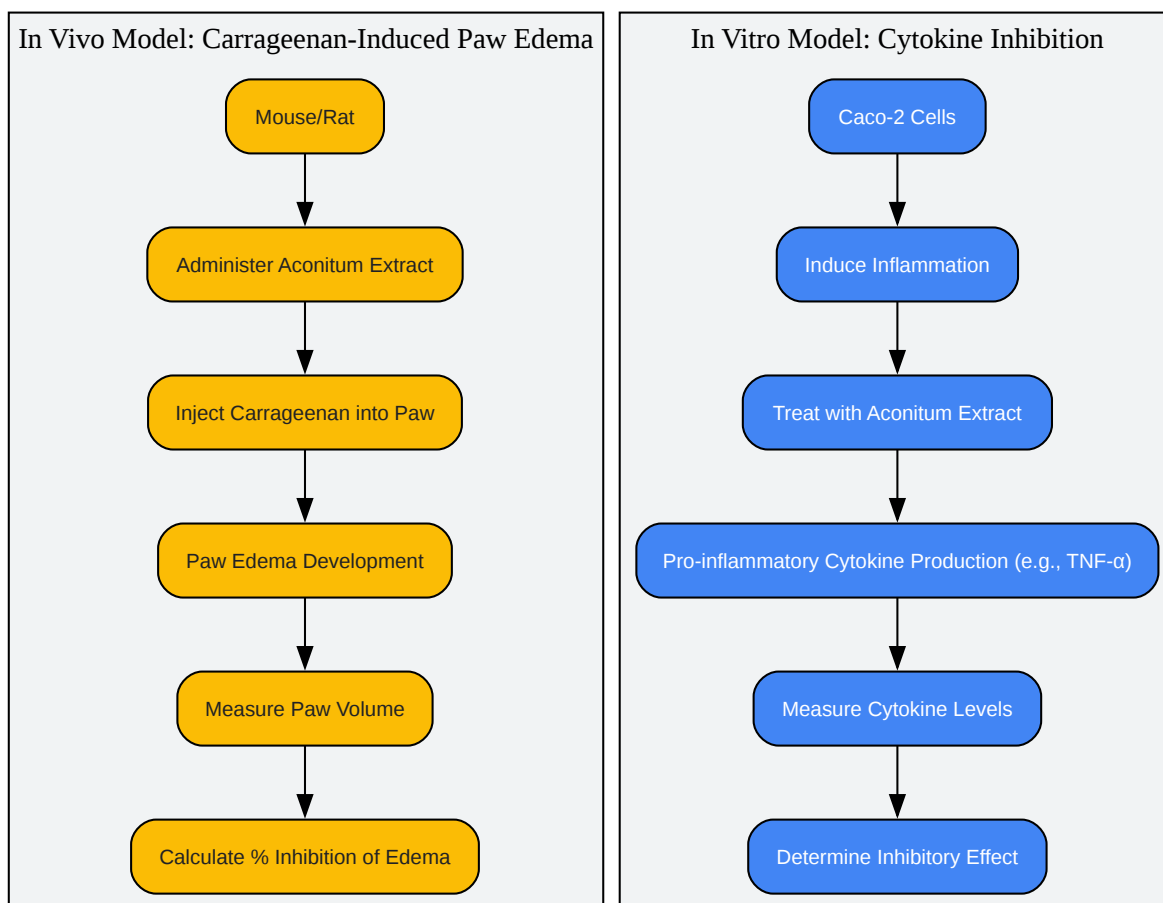 In Vivo Model: Carrageenan-Induced Paw Edema
Mouse/Rat
Administer Aconitum Extract
Inject Carrageenan into Paw
Paw Edema Development
Measure Paw Volume
Calculate % Inhibition of Edema
In Vitro Model: Cytokine Inhibition
Caco-2 Cells
Induce Inflammation
Treat with Aconitum Extract
Pro-inflammatory Cytokine Production (e.g., TNF-α)
Measure Cytokine Levels
Determine Inhibitory Effect